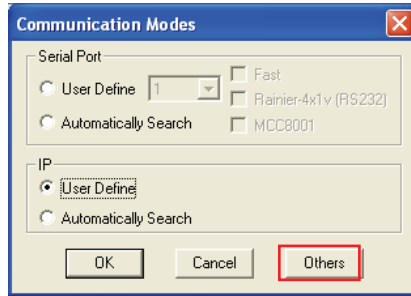 Communication Modes
Serial Port
User Define 1
Fast
Rainier-4x1v (RS232)
Automatically Search
MCC8001
IP
User Define
Automatically Search
OK Cancel Others